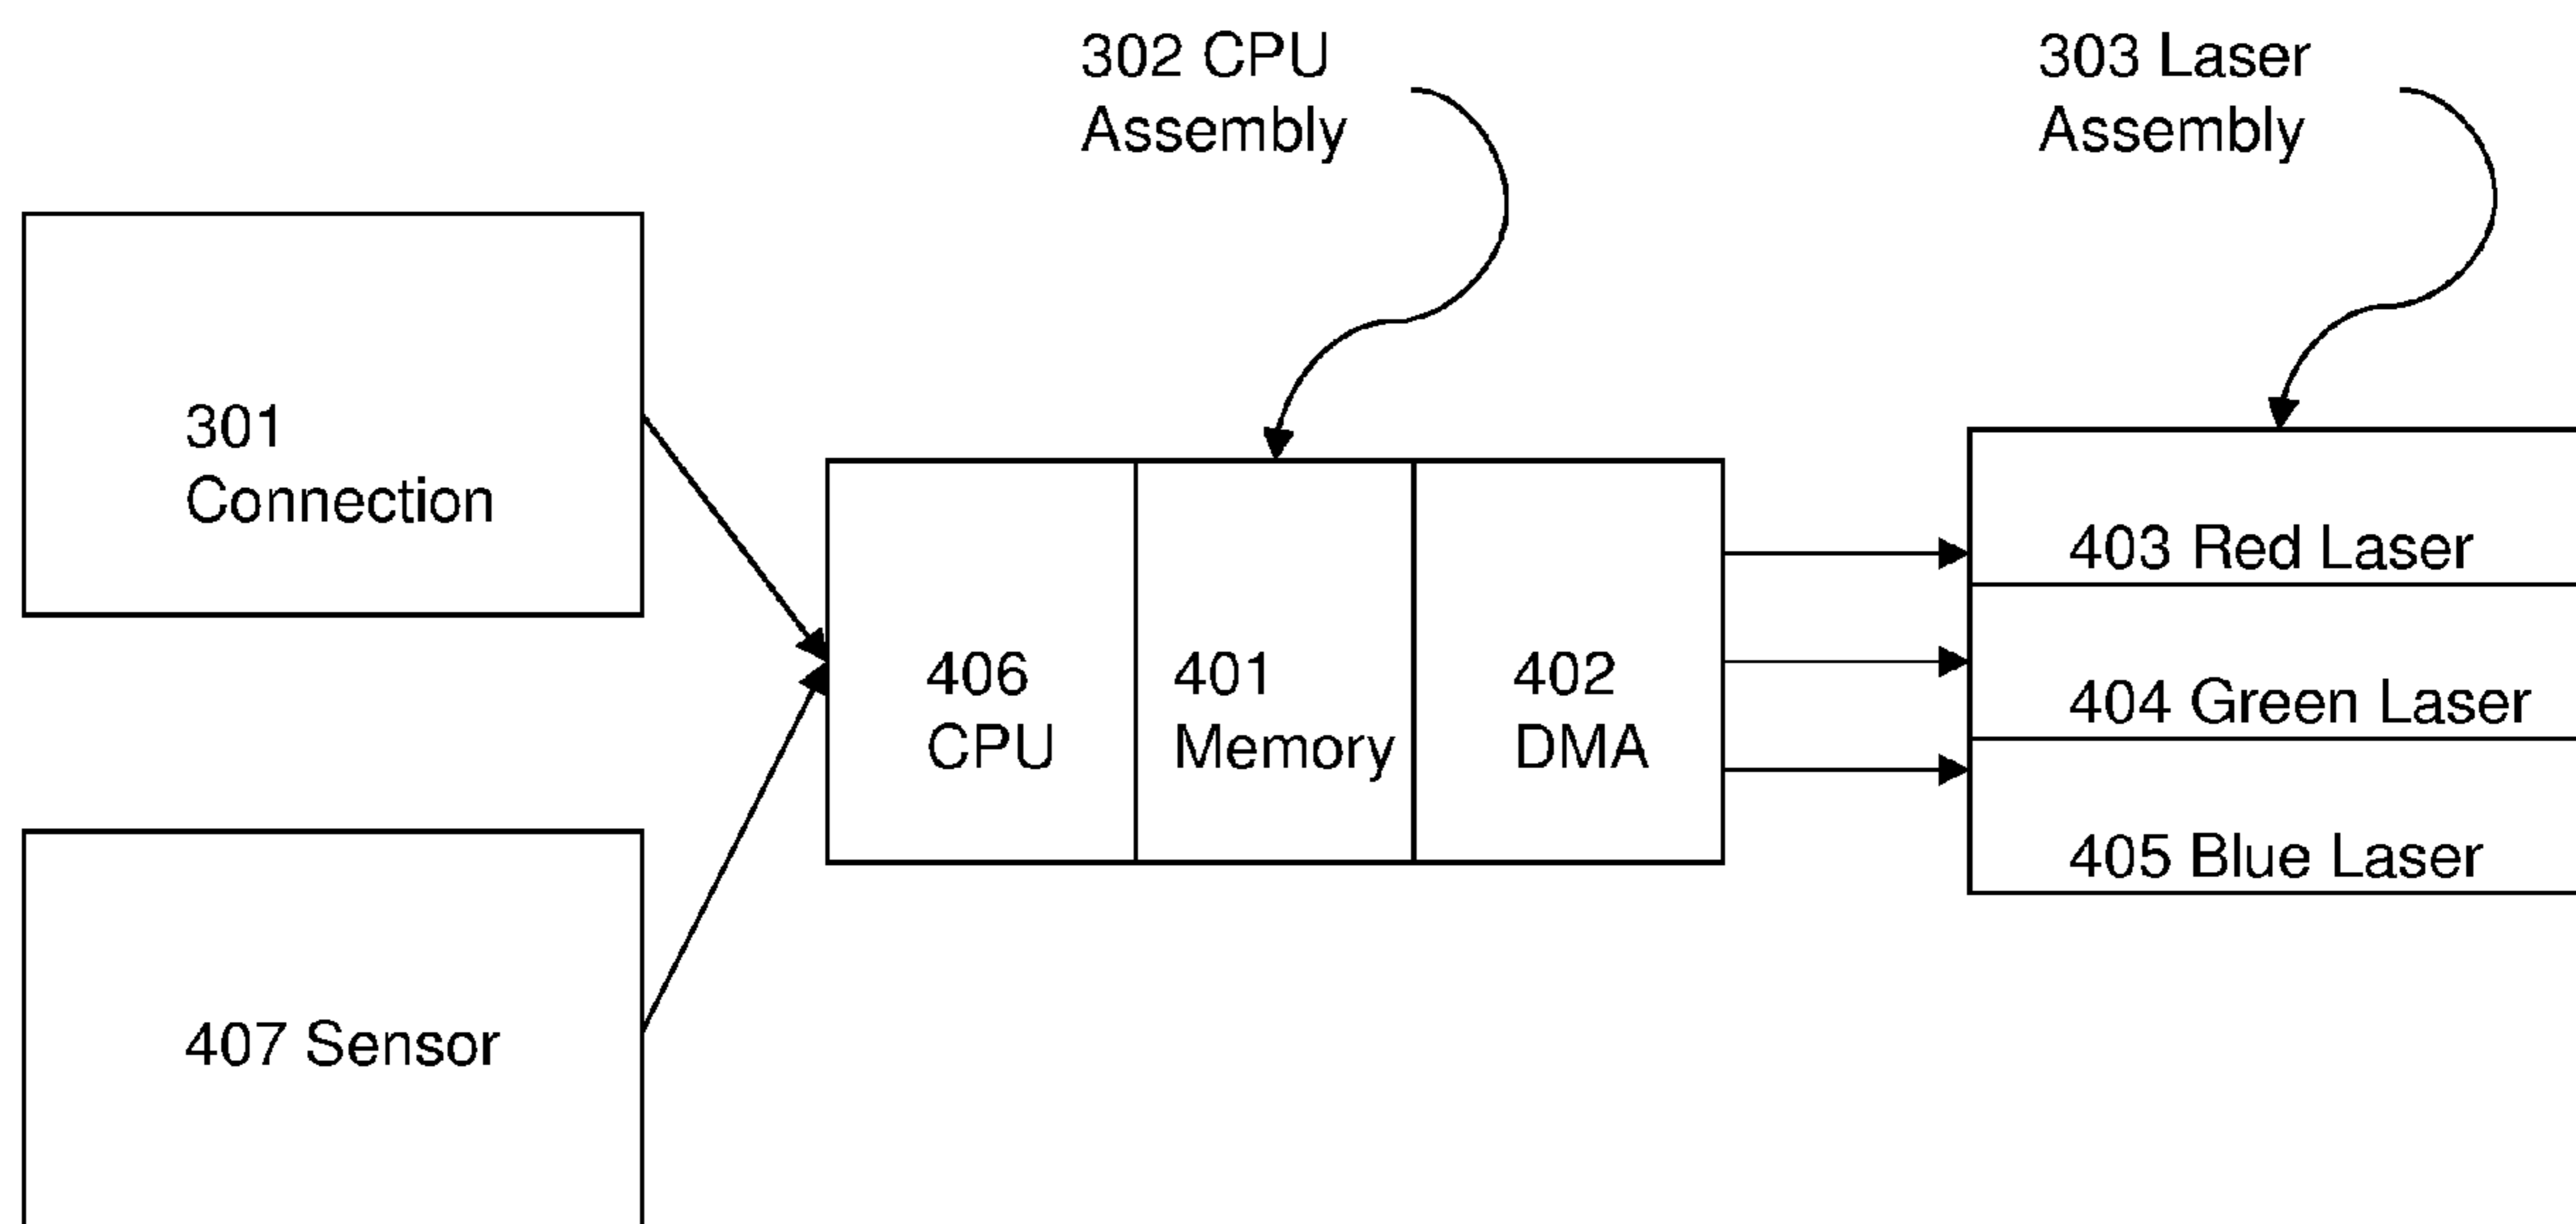 302 CPU
Assembly
303 Laser
Assembly
301
Connection
406
CPU
401
Memory
402
DMA
403 Red Laser
404 Green Laser
405 Blue Laser
407 Sensor